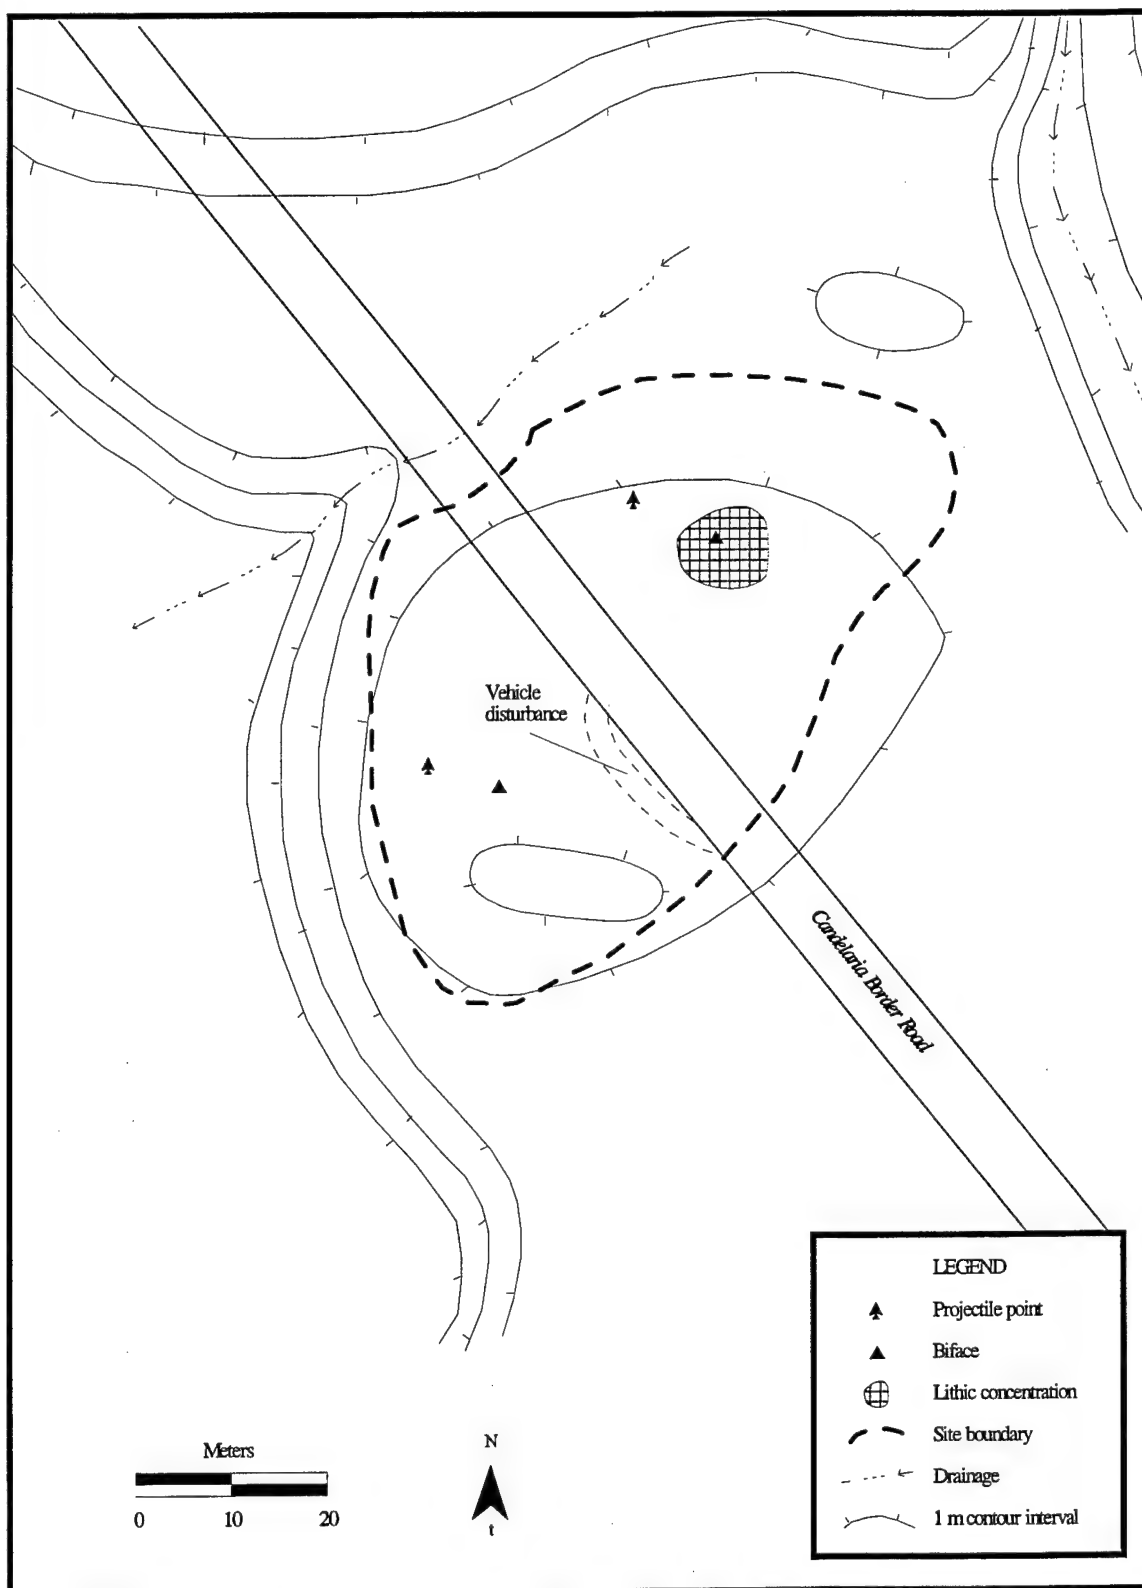 Vehicle
disturbance
Candelaria Border Road
LEGEND
Projectile point
Biface
Lithic concentration
Site boundary
Drainage
1 m contour interval
Meters
0 10 20
N
t